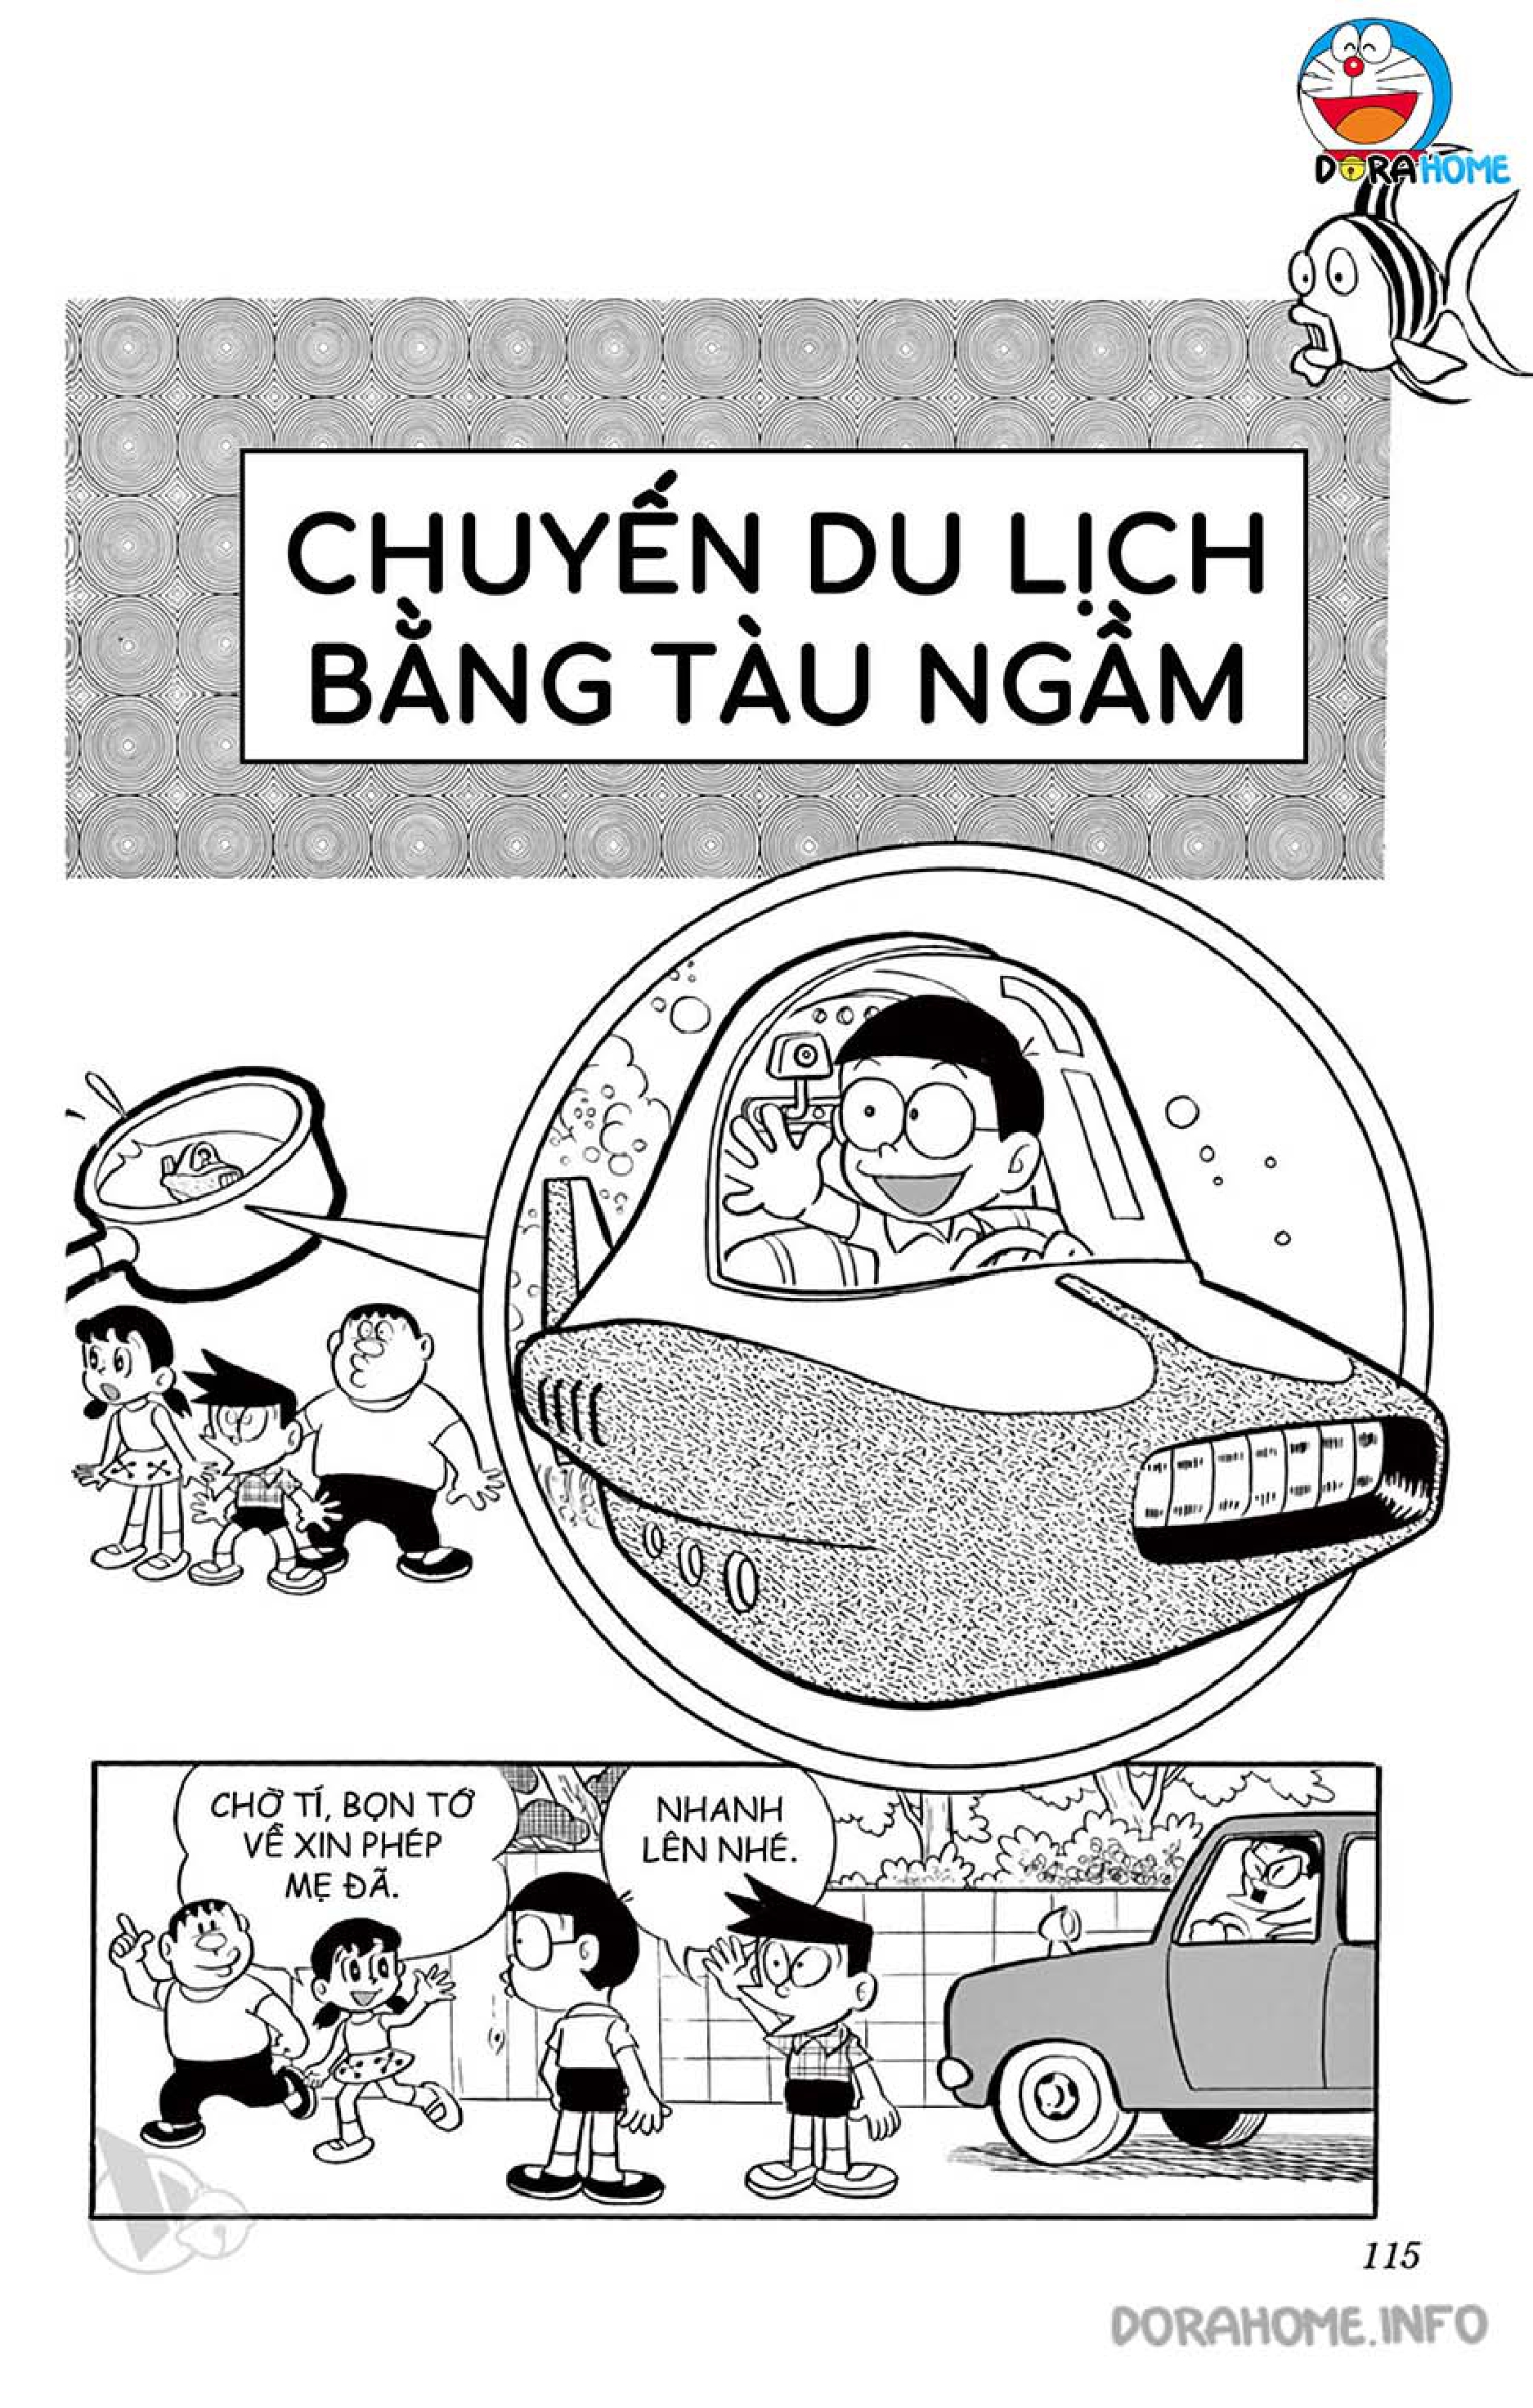 DORAHOME
CHUYẾN DU LỊCH
BẰNG TÀU NGẦM
CHỜ TÍ, BỌN TỚ
VỀ XIN PHÉP
MẸ ĐÃ.
NHANH
LÊN NHÉ.
115
DORAHOME.INFO